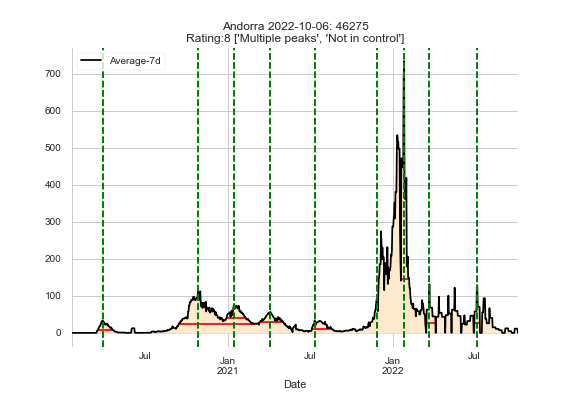 Andorra 2022-10-06: 46275
Rating:8 ['Multiple peaks', 'Not in control']
Average-7d
700
600
500
400
300
200
100
0
Jul
Jan
2021
Jul
Jan
2022
Jul
Date